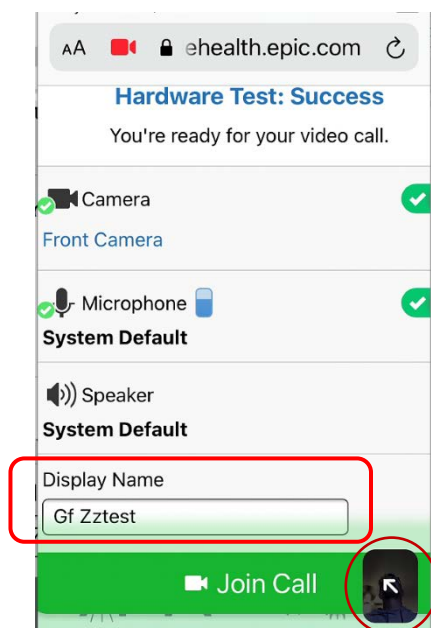 AA ehealth.epic.com
Hardware Test: Success
You're ready for your video call.
Camera
Front Camera
Microphone
System Default
Speaker
System Default
Display Name
Gf Zztest
Join Call